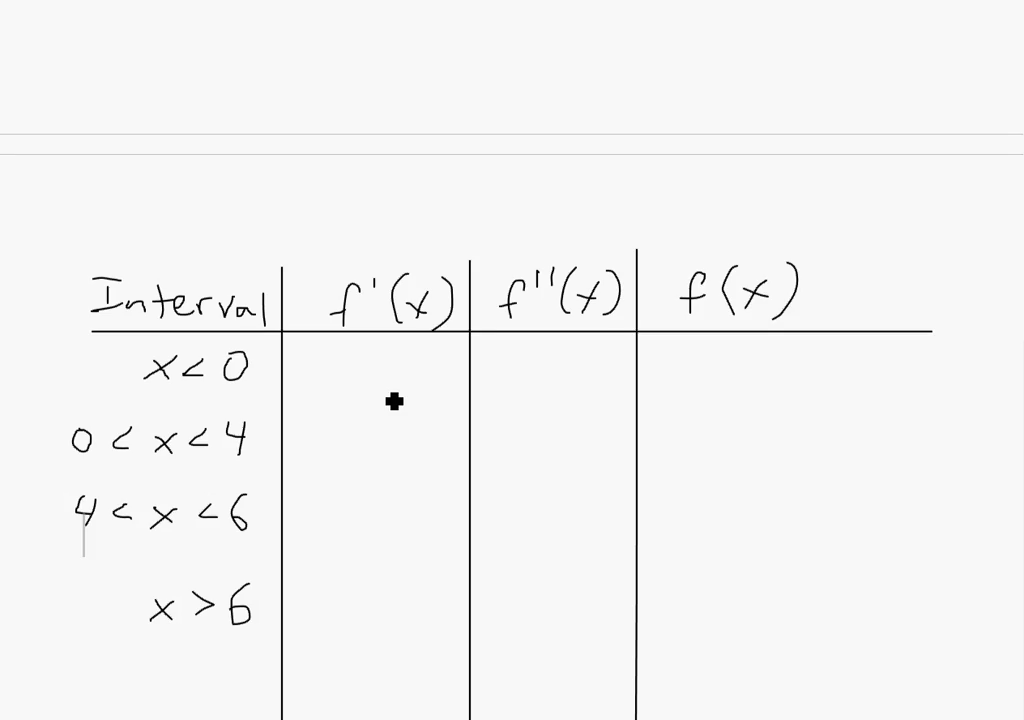 Interval f'(x) f''(x) f(x)
x < 0
0 < x < 4
4 < x < 6
x > 6